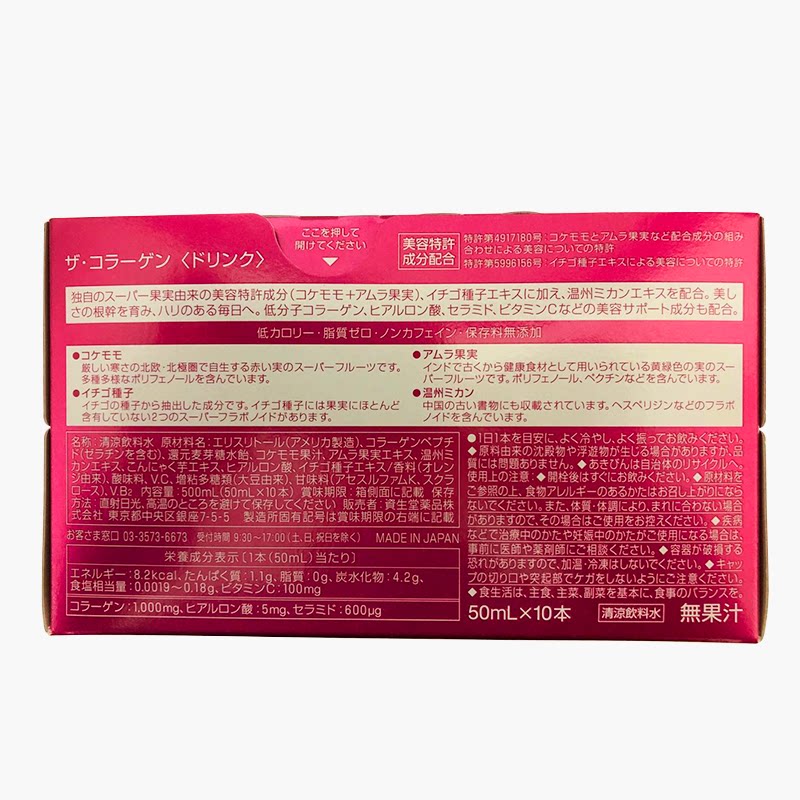 ここを押して
開けてください
ザ・コラーゲン〈ドリンク〉
美容特許
成分配合
特許第4917180号:コケモモとアムラ果実など配合成分の組み
合わせによる美容についての特許
特許第5996156号:イチゴ種子エキスによる美容についての特許
独自のスーパー果実由来の美容特許成分(コケモモ+アムラ果実)、イチゴ種子エキスに加え、温州ミカンエキスを配合。美し
さの根幹を育み、ハリのある毎日へ。低分子コラーゲン、ヒアルロン酸、セラミド、ビタミンCなどの美容サポート成分も配合。
低カロリー・脂質ゼロ・ノンカフェイン・保存料無添加
●コケモモ
厳しい寒さの北欧・北極圏で自生する赤い実のスーパーフルーツです。
多種多様なポリフェノールを含んでいます。
●イチゴ種子
イチゴの種子から抽出した成分です。イチゴ種子には果実にほとんど
含有していない2つのスーパーフラボノイドがあります。
●アムラ果実
インドで古くから健康食材として用いられている黄緑色の実のスー
パーフルーツです。ポリフェノール、ペクチンなどを含んでいます。
●温州ミカン
中国の古い書物にも収載されています。ヘスペリジンなどのフラボ
ノイドを含んでいます。
名称:清涼飲料水 原材料名:エリスリトール(アメリカ製造)、コラーゲンペプチ
ド(ゼラチンを含む)、還元麦芽糖水飴、コケモモ果汁、アムラ果実エキス、温州ミ
カンエキス、こんにゃく芋エキス、ヒアルロン酸、イチゴ種子エキス/香料(オレン
ジ由来)、酸味料、V.C、増粘多糖類(大豆由来)、甘味料(アセスルファムK、スクラ
ロース)、V.B2 内容量:500mL(50mL×10本) 賞味期限:箱側面に記載 保存
方法:直射日光、高温のところを避けて保存してください 販売者:資生堂薬品株
式会社 東京都中央区銀座7-5-5 製造所固有記号は賞味期限の右端に記載
お客さま窓口 03-3573-6673 受付時間 9:30〜17:00(土、日、祝日を除く)
MADE IN JAPAN
栄養成分表示[1本(50mL)当たり]
エネルギー:8.2kcal、たんぱく質:1.1g、脂質:0g、炭水化物:4.2g、
食塩相当量:0.0019〜0.18g、ビタミンC:100mg
コラーゲン:1,000mg、ヒアルロン酸:5mg、セラミド:600μg
●1日1本を目安に、よく冷やし、よく振ってお飲みください。
◆原料由来の沈殿物や浮遊物が生じる場合がありますが、品
質には問題ありません。◆あきびんは自治体のリサイクルへ。
使用上の注意:◆開栓後はすぐにお飲みください。◆原材料を
ご参照の上、食物アレルギーのあるかたはお召し上がりになら
ないでください。また、体質・体調により、まれに合わない場合
がありますので、その場合はご使用をお控えください。◆疾病
などで治療中のかたや妊娠中のかたがご使用になる場合は、
事前に医師や薬剤師にご相談ください。◆容器が破損する
恐れがありますので、加温・冷凍はしないでください。◆キャッ
プの切り口や突起部でケガをしないようにご注意ください。
◆食生活は、主食、主菜、副菜を基本に、食事のバランスを。
50mL×10本
清涼飲料水
無果汁